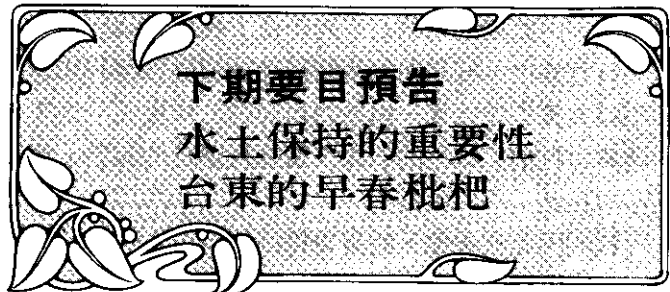 下期要目預告
水土保持的重要性
台東的早春枇杷